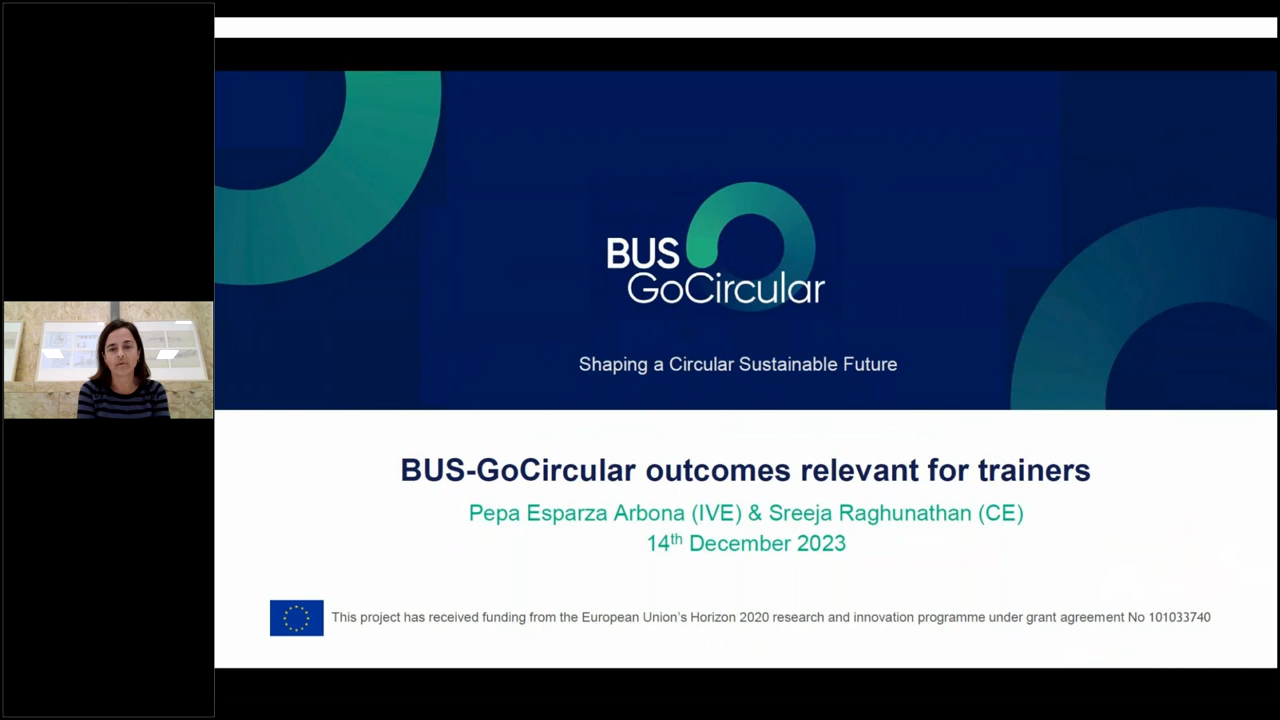 BUS
GoCircular
Shaping a Circular Sustainable Future
BUS-GoCircular outcomes relevant for trainers
Pepa Esparza Arbona (IVE) & Sreeja Raghunathan (CE)
14th December 2023
This project has received funding from the European Union's Horizon 2020 research and innovation programme under grant agreement No 101033740